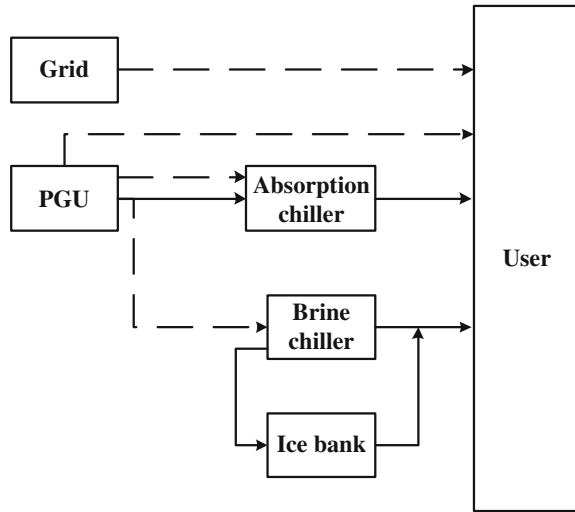 Grid
PGU
Absorption
chiller
User
Brine
chiller
Ice bank